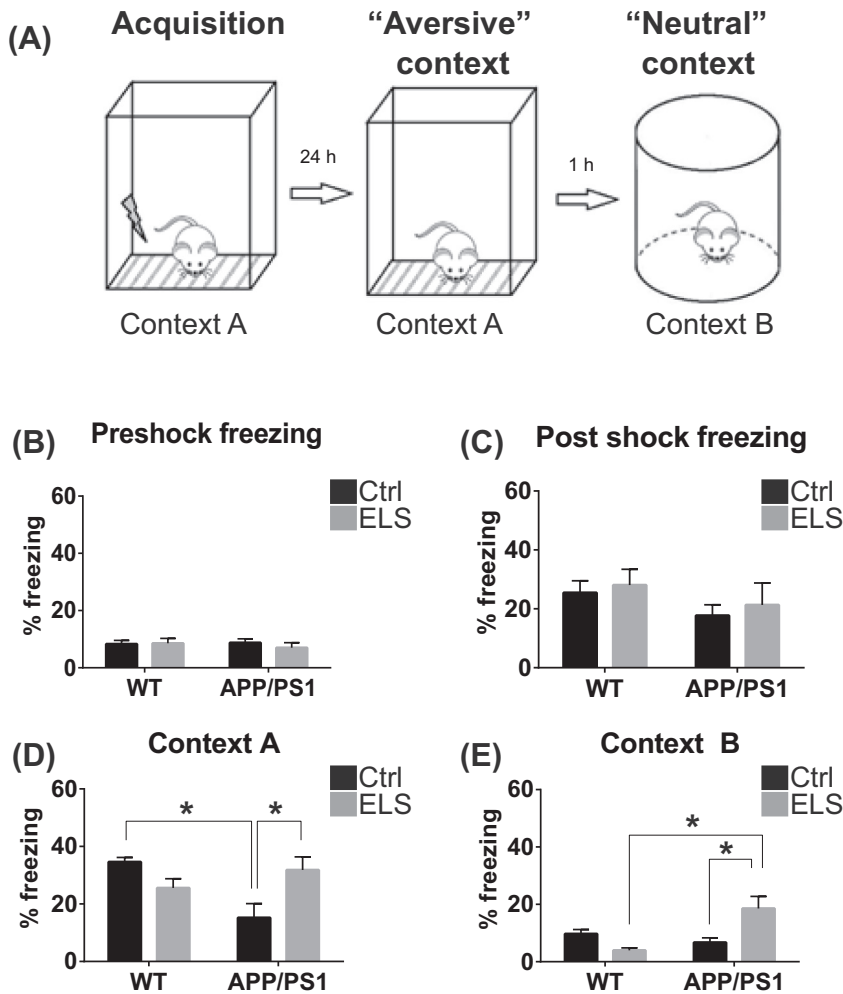 (A)
Acquisition
“Aversive”
context
“Neutral”
context
24 h
1 h
Context A
Context A
Context B
(B)
Preshock freezing
Ctrl
ELS
60
40
20
0
% freezing
WT
APP/PS1
(C)
Post shock freezing
Ctrl
ELS
60
40
20
0
% freezing
WT
APP/PS1
(D)
Context A
Ctrl
ELS
60
40
20
0
% freezing
*
*
WT
APP/PS1
(E)
Context B
Ctrl
ELS
60
40
20
0
% freezing
*
*
WT
APP/PS1